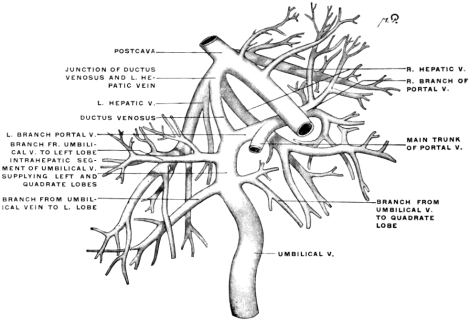 POSTCAVA
JUNCTION OF DUCTUS
VENOSUS AND L. HE-
PATIC VEIN
L. HEPATIC V.
DUCTUS VENOSUS
L. BRANCH PORTAL V.
BRANCH FR. UMBILI-
CAL V. TO LEFT LOBE
INTRAHEPATIC SEG-
MENT OF UMBILICAL V.
SUPPLYING LEFT AND
QUADRATE LOBES
BRANCH FROM UMBIL-
ICAL VEIN TO L. LOBE
R. HEPATIC V.
R. BRANCH OF
PORTAL V.
MAIN TRUNK
OF PORTAL V.
BRANCH FROM
UMBILICAL V.
TO QUADRATE
LOBE
UMBILICAL V.